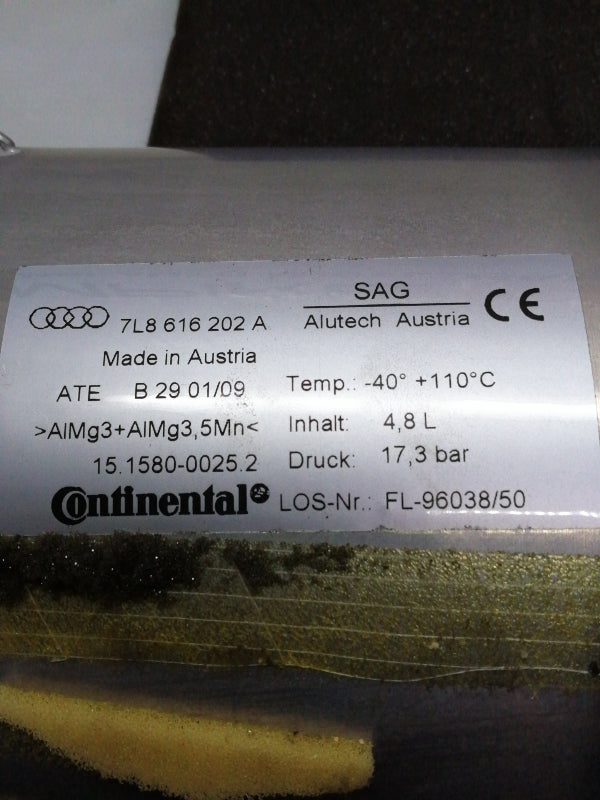 SAG
Alutech Austria
CE
7L8 616 202 A
Made in Austria
ATE B 29 01/09
>AlMg3+AlMg3,5Mn<
15.1580-0025.2
Continental
Temp.: -40° +110°C
Inhalt: 4,8 L
Druck: 17,3 bar
LOS-Nr.: FL-96038/50